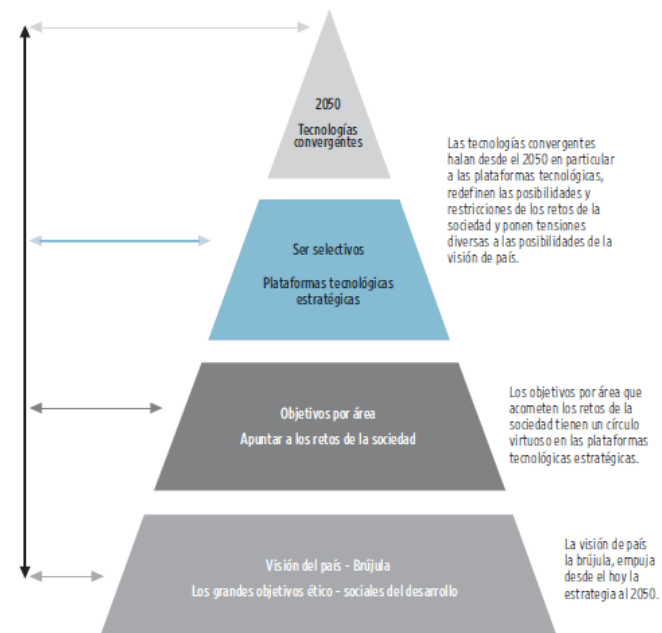 2050
Tecnologías
convergentes
Las tecnologías convergentes
halan desde el 2050 en particular
a las plataformas tecnológicas,
redefinen las posibilidades y
restricciones de los retos de la
sociedad y ponen tensiones
diversas a las posibilidades de la
visión de país.
Ser selectivos
Plataformas tecnológicas
estratégicas
Objetivos por área
Apuntar a los retos de la sociedad
Los objetivos por área que
acometen los retos de la
sociedad tienen un círculo
virtuoso en las plataformas
tecnológicas estratégicas.
Visión del país - Brújula
Los grandes objetivos ético - sociales del desarrollo
La visión de país
la brújula, empuja
desde el hoy la
estrategia al 2050.